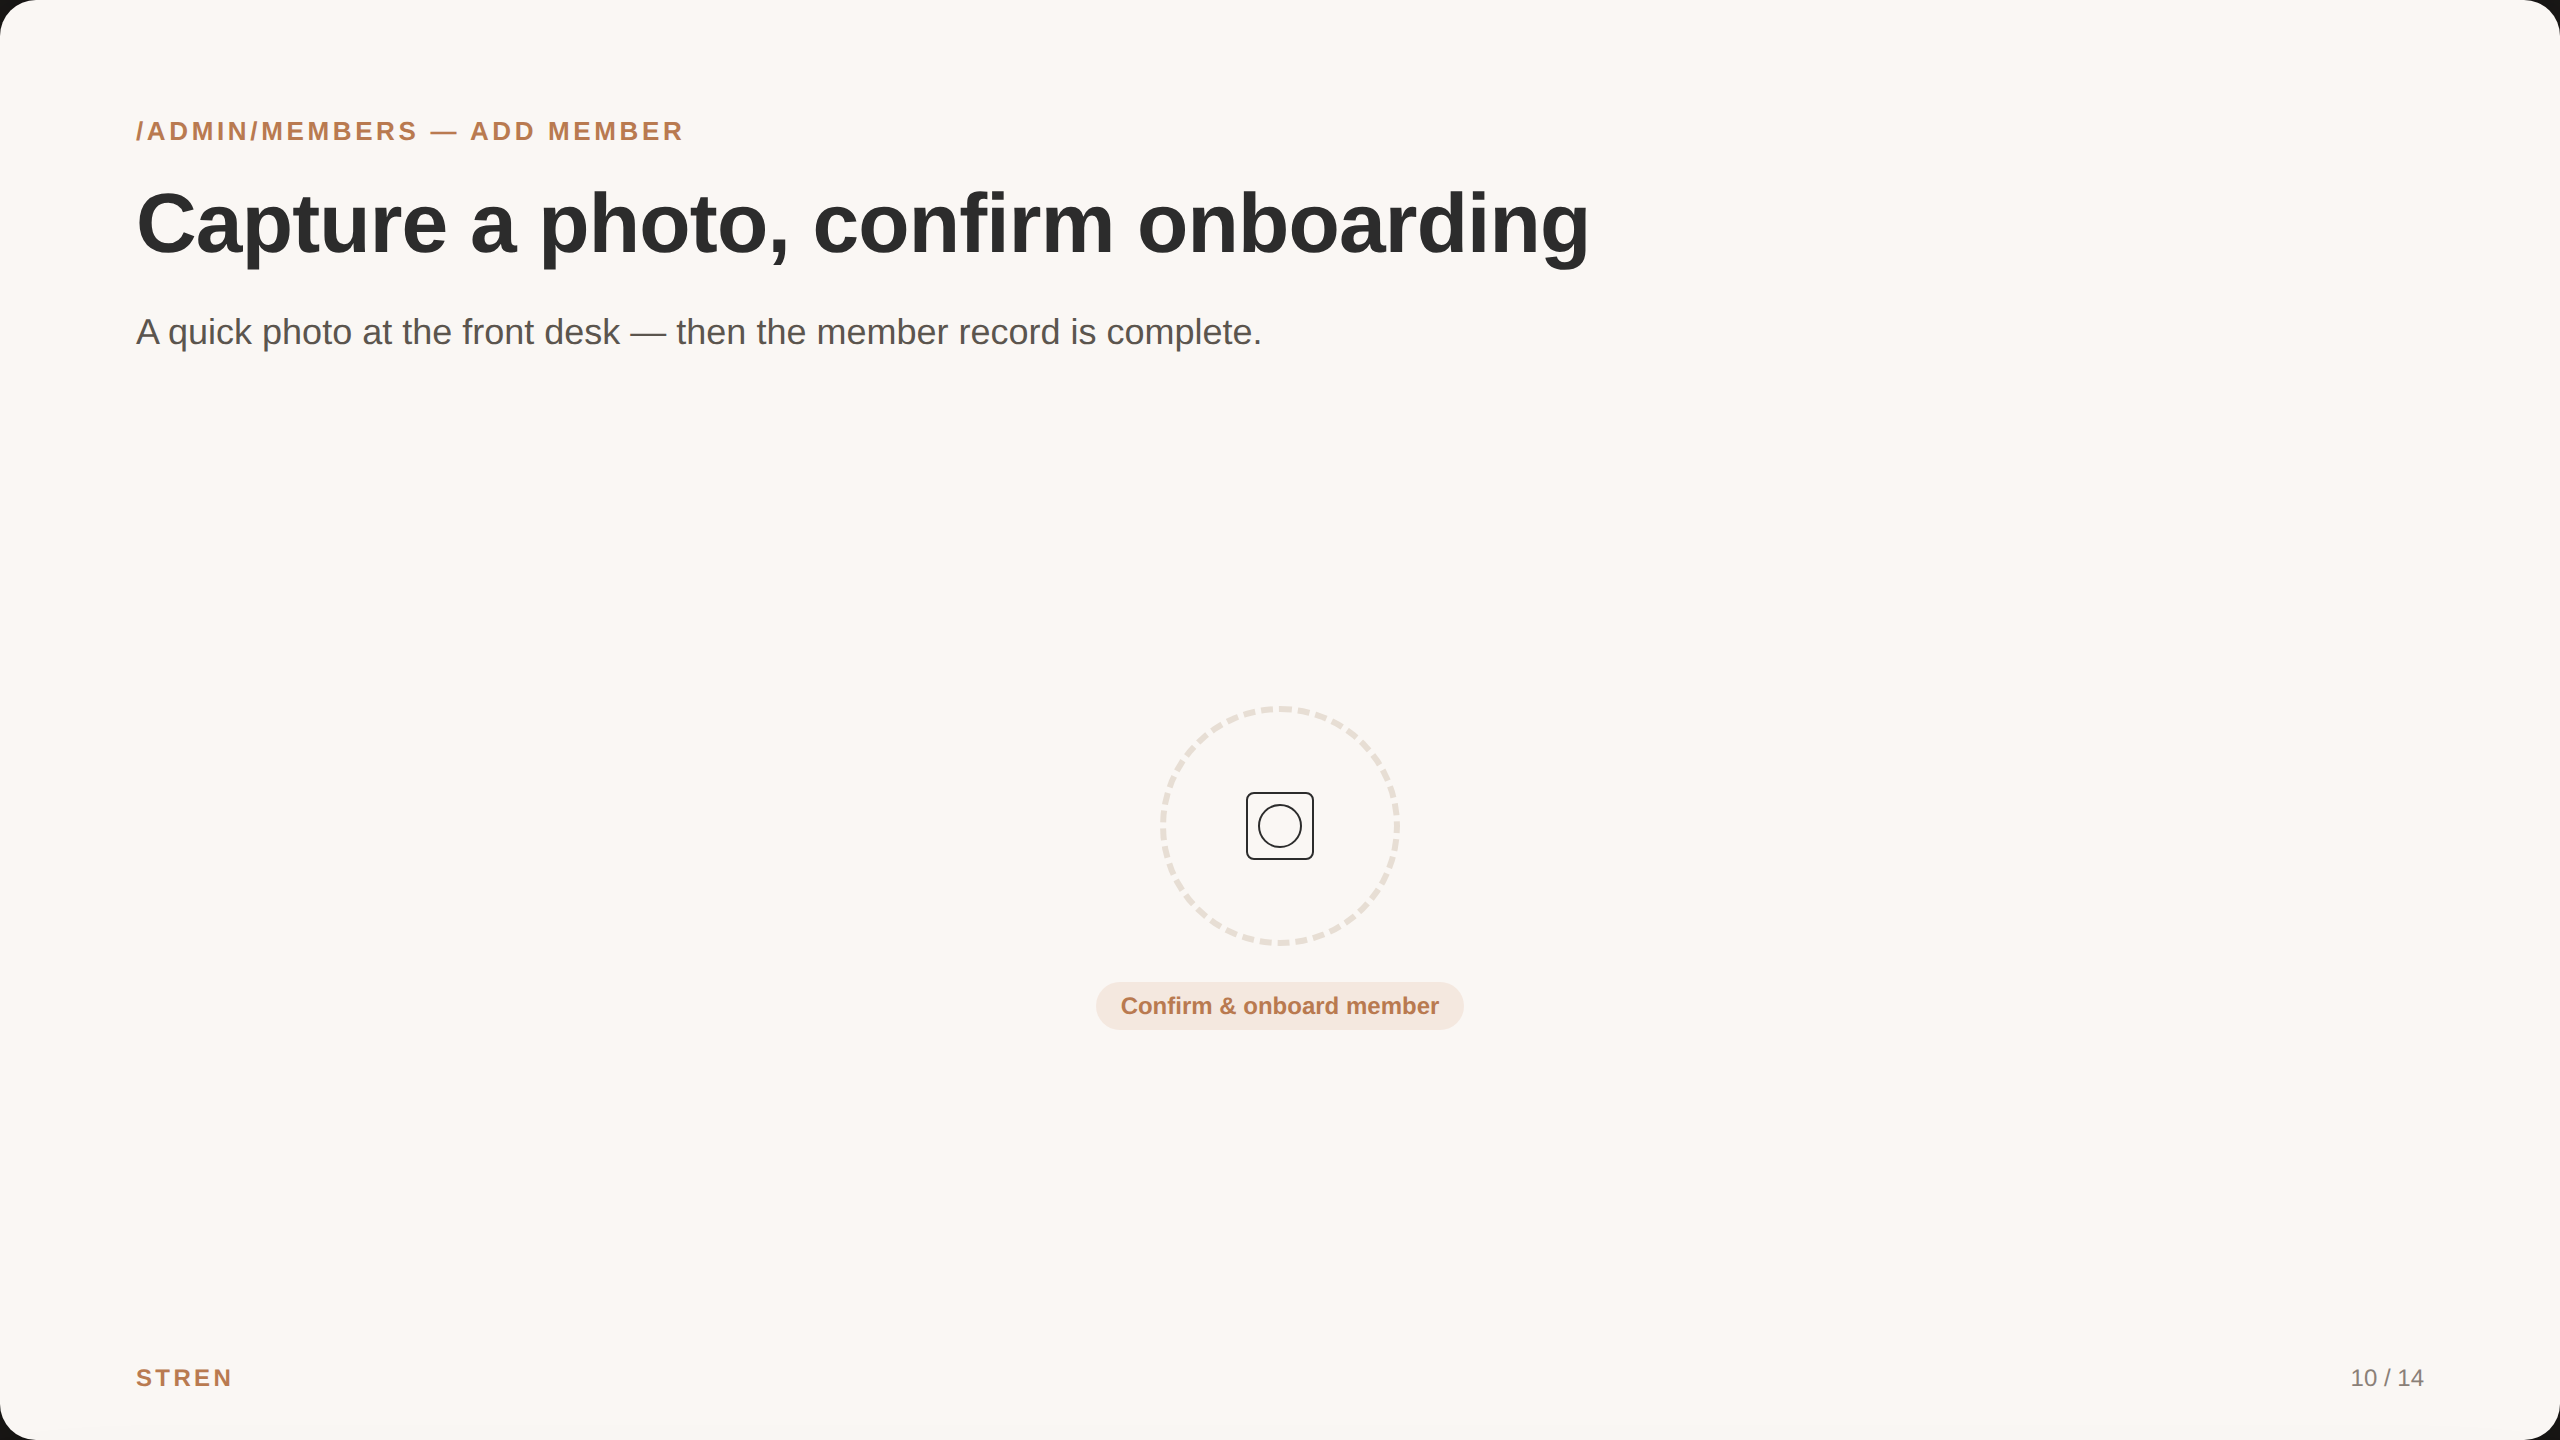 /ADMIN/MEMBERS — ADD MEMBER
Capture a photo, confirm onboarding
A quick photo at the front desk — then the member record is complete.
Confirm & onboard member
STREN
10 / 14